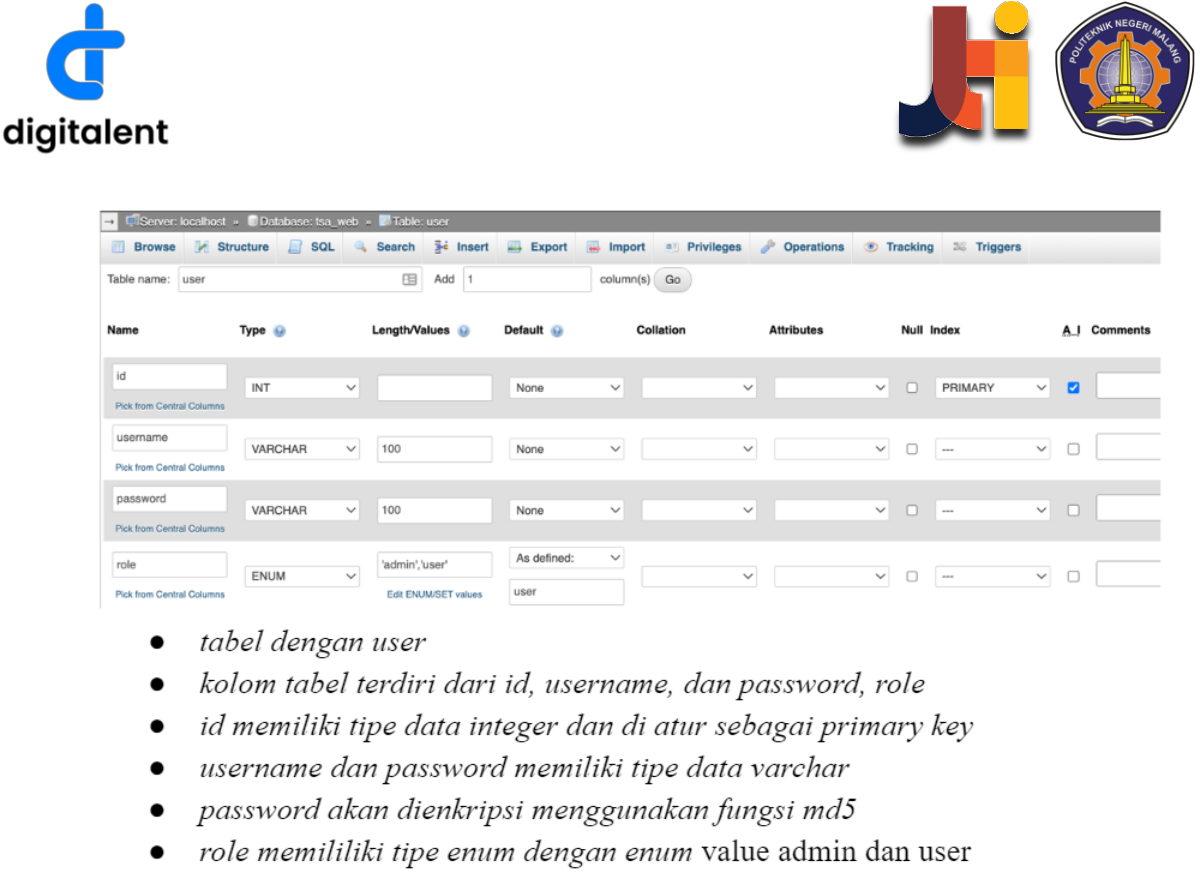 digitalent
JTI
POLITEKNIK NEGERI MALANG
Server: localhost » Database: tsa_web » Table: user
Browse Structure SQL Search Insert Export Import Privileges Operations Tracking Triggers
Table name: user Add 1 column(s) Go
Name Type Length/Values Default Collation Attributes Null Index A_I Comments
id INT None PRIMARY
Pick from Central Columns
username VARCHAR 100 None ---
Pick from Central Columns
password VARCHAR 100 None ---
Pick from Central Columns
role ENUM 'admin','user' As defined: ---
Pick from Central Columns Edit ENUM/SET values user
● tabel dengan user
● kolom tabel terdiri dari id, username, dan password, role
● id memiliki tipe data integer dan di atur sebagai primary key
● username dan password memiliki tipe data varchar
● password akan dienkripsi menggunakan fungsi md5
● role memililiki tipe enum dengan enum value admin dan user